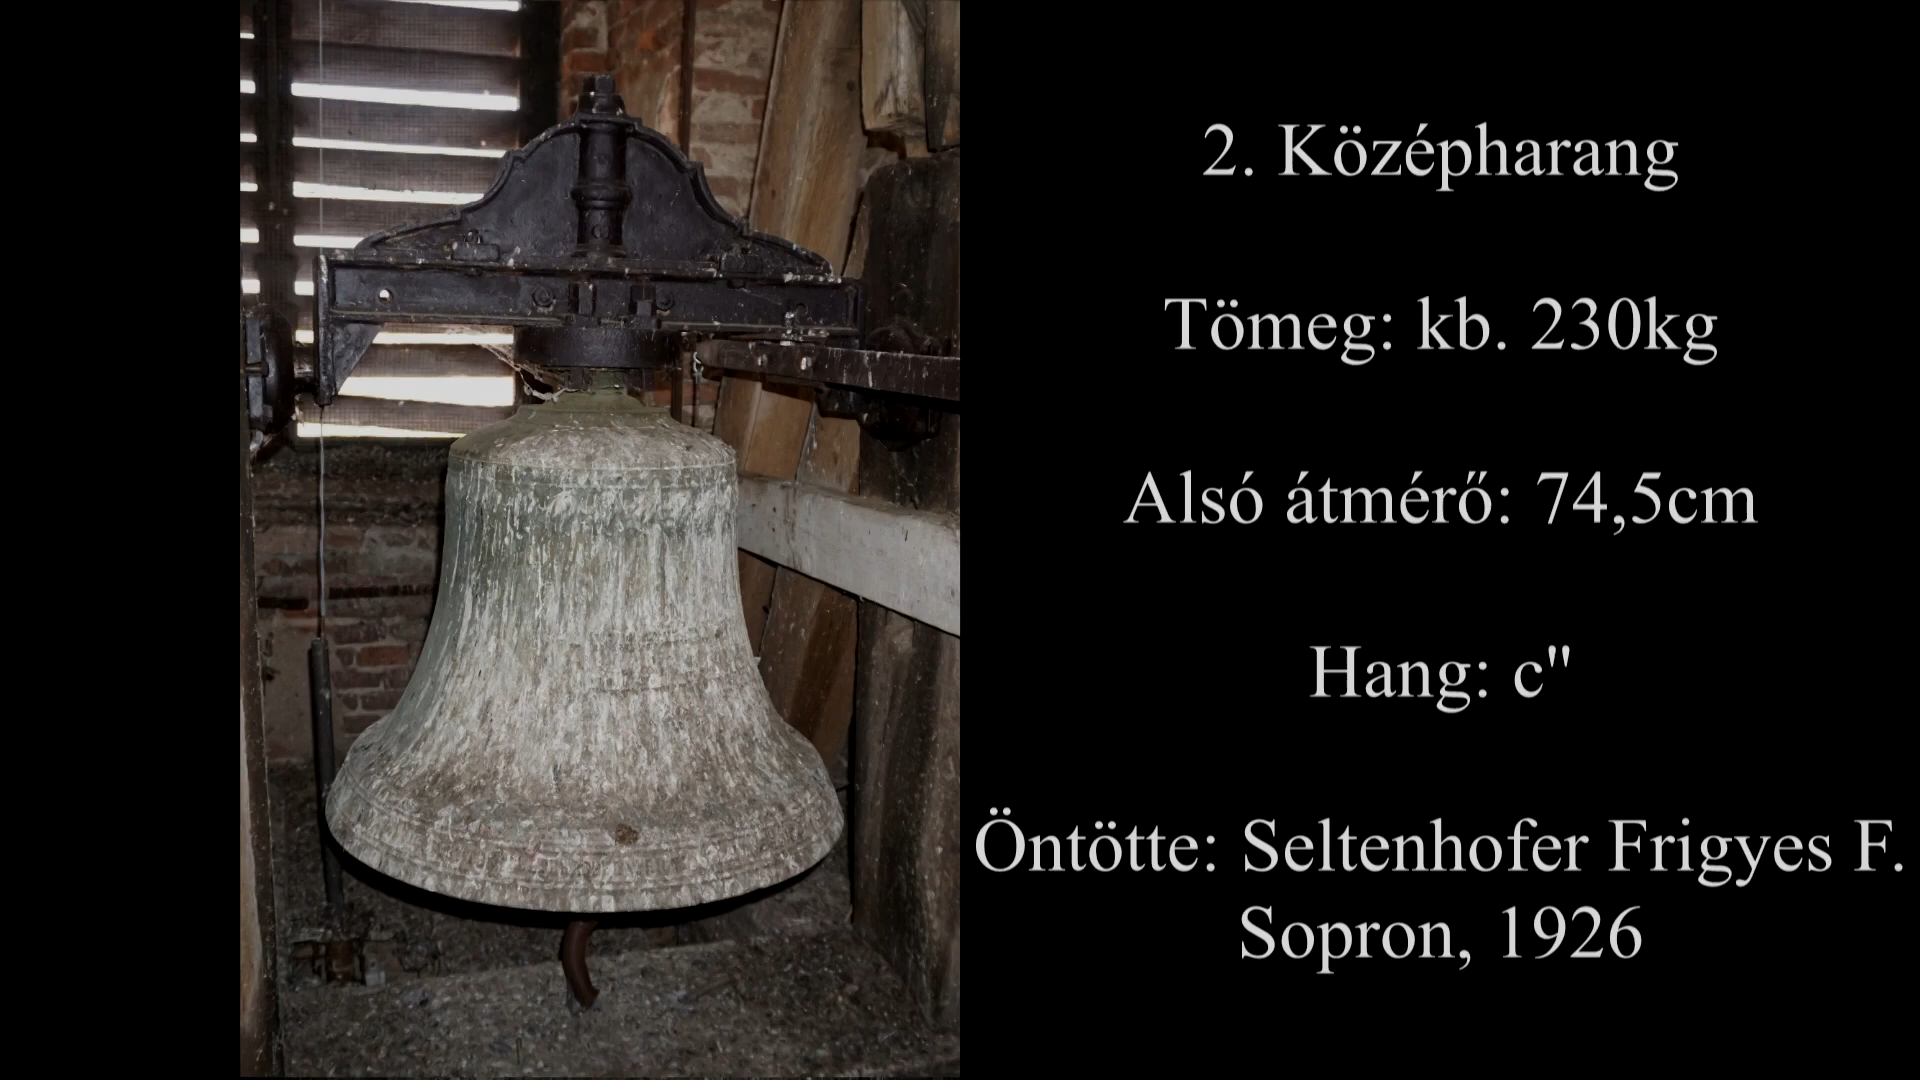 2. Középharang
Tömeg: kb. 230kg
Alsó átmérő: 74,5cm
Hang: c"
Öntötte: Seltenhofer Frigyes F.
Sopron, 1926